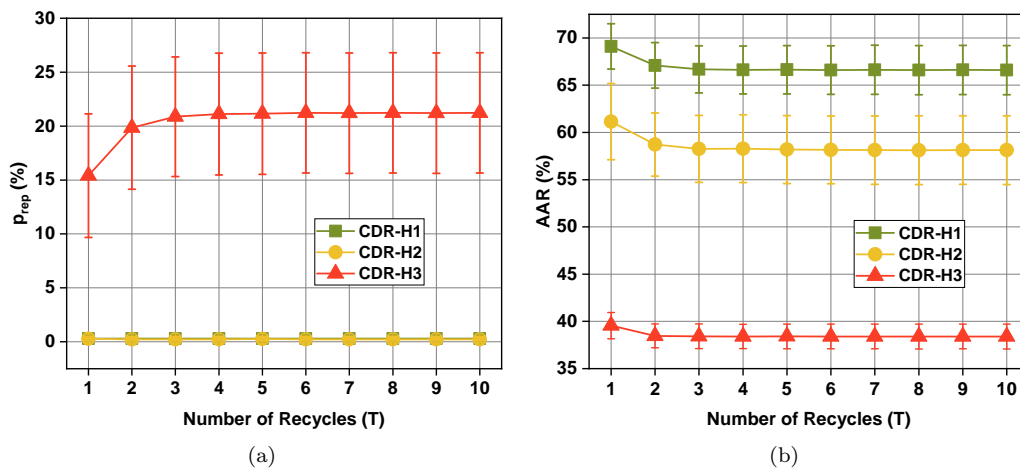 30
25
20
15
10
5
0
p_rep (%)
CDR-H1
CDR-H2
CDR-H3
1 2 3 4 5 6 7 8 9 10
Number of Recycles (T)
(a)
70
65
60
55
50
45
40
35
AAR (%)
CDR-H1
CDR-H2
CDR-H3
1 2 3 4 5 6 7 8 9 10
Number of Recycles (T)
(b)